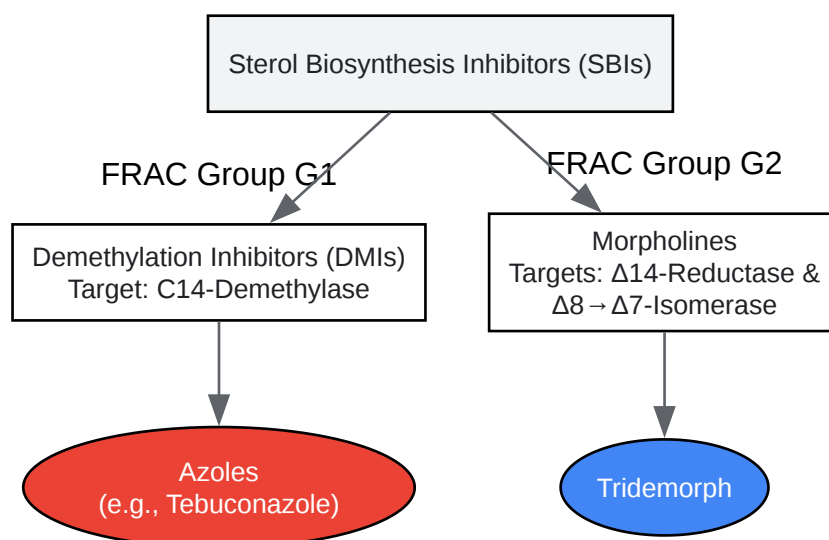 Sterol Biosynthesis Inhibitors (SBIs)
FRAC Group G1
FRAC Group G2
Demethylation Inhibitors (DMIs)
Target: C14-Demethylase
Morpholines
Targets: Δ14-Reductase &
Δ8→Δ7-Isomerase
Azoles
(e.g., Tebuconazole)
Tridemorph